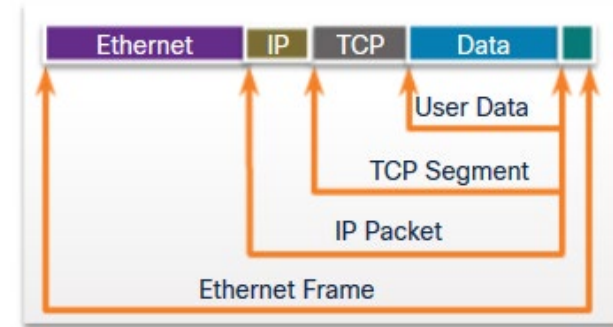 Ethernet IP TCP Data
User Data
TCP Segment
IP Packet
Ethernet Frame